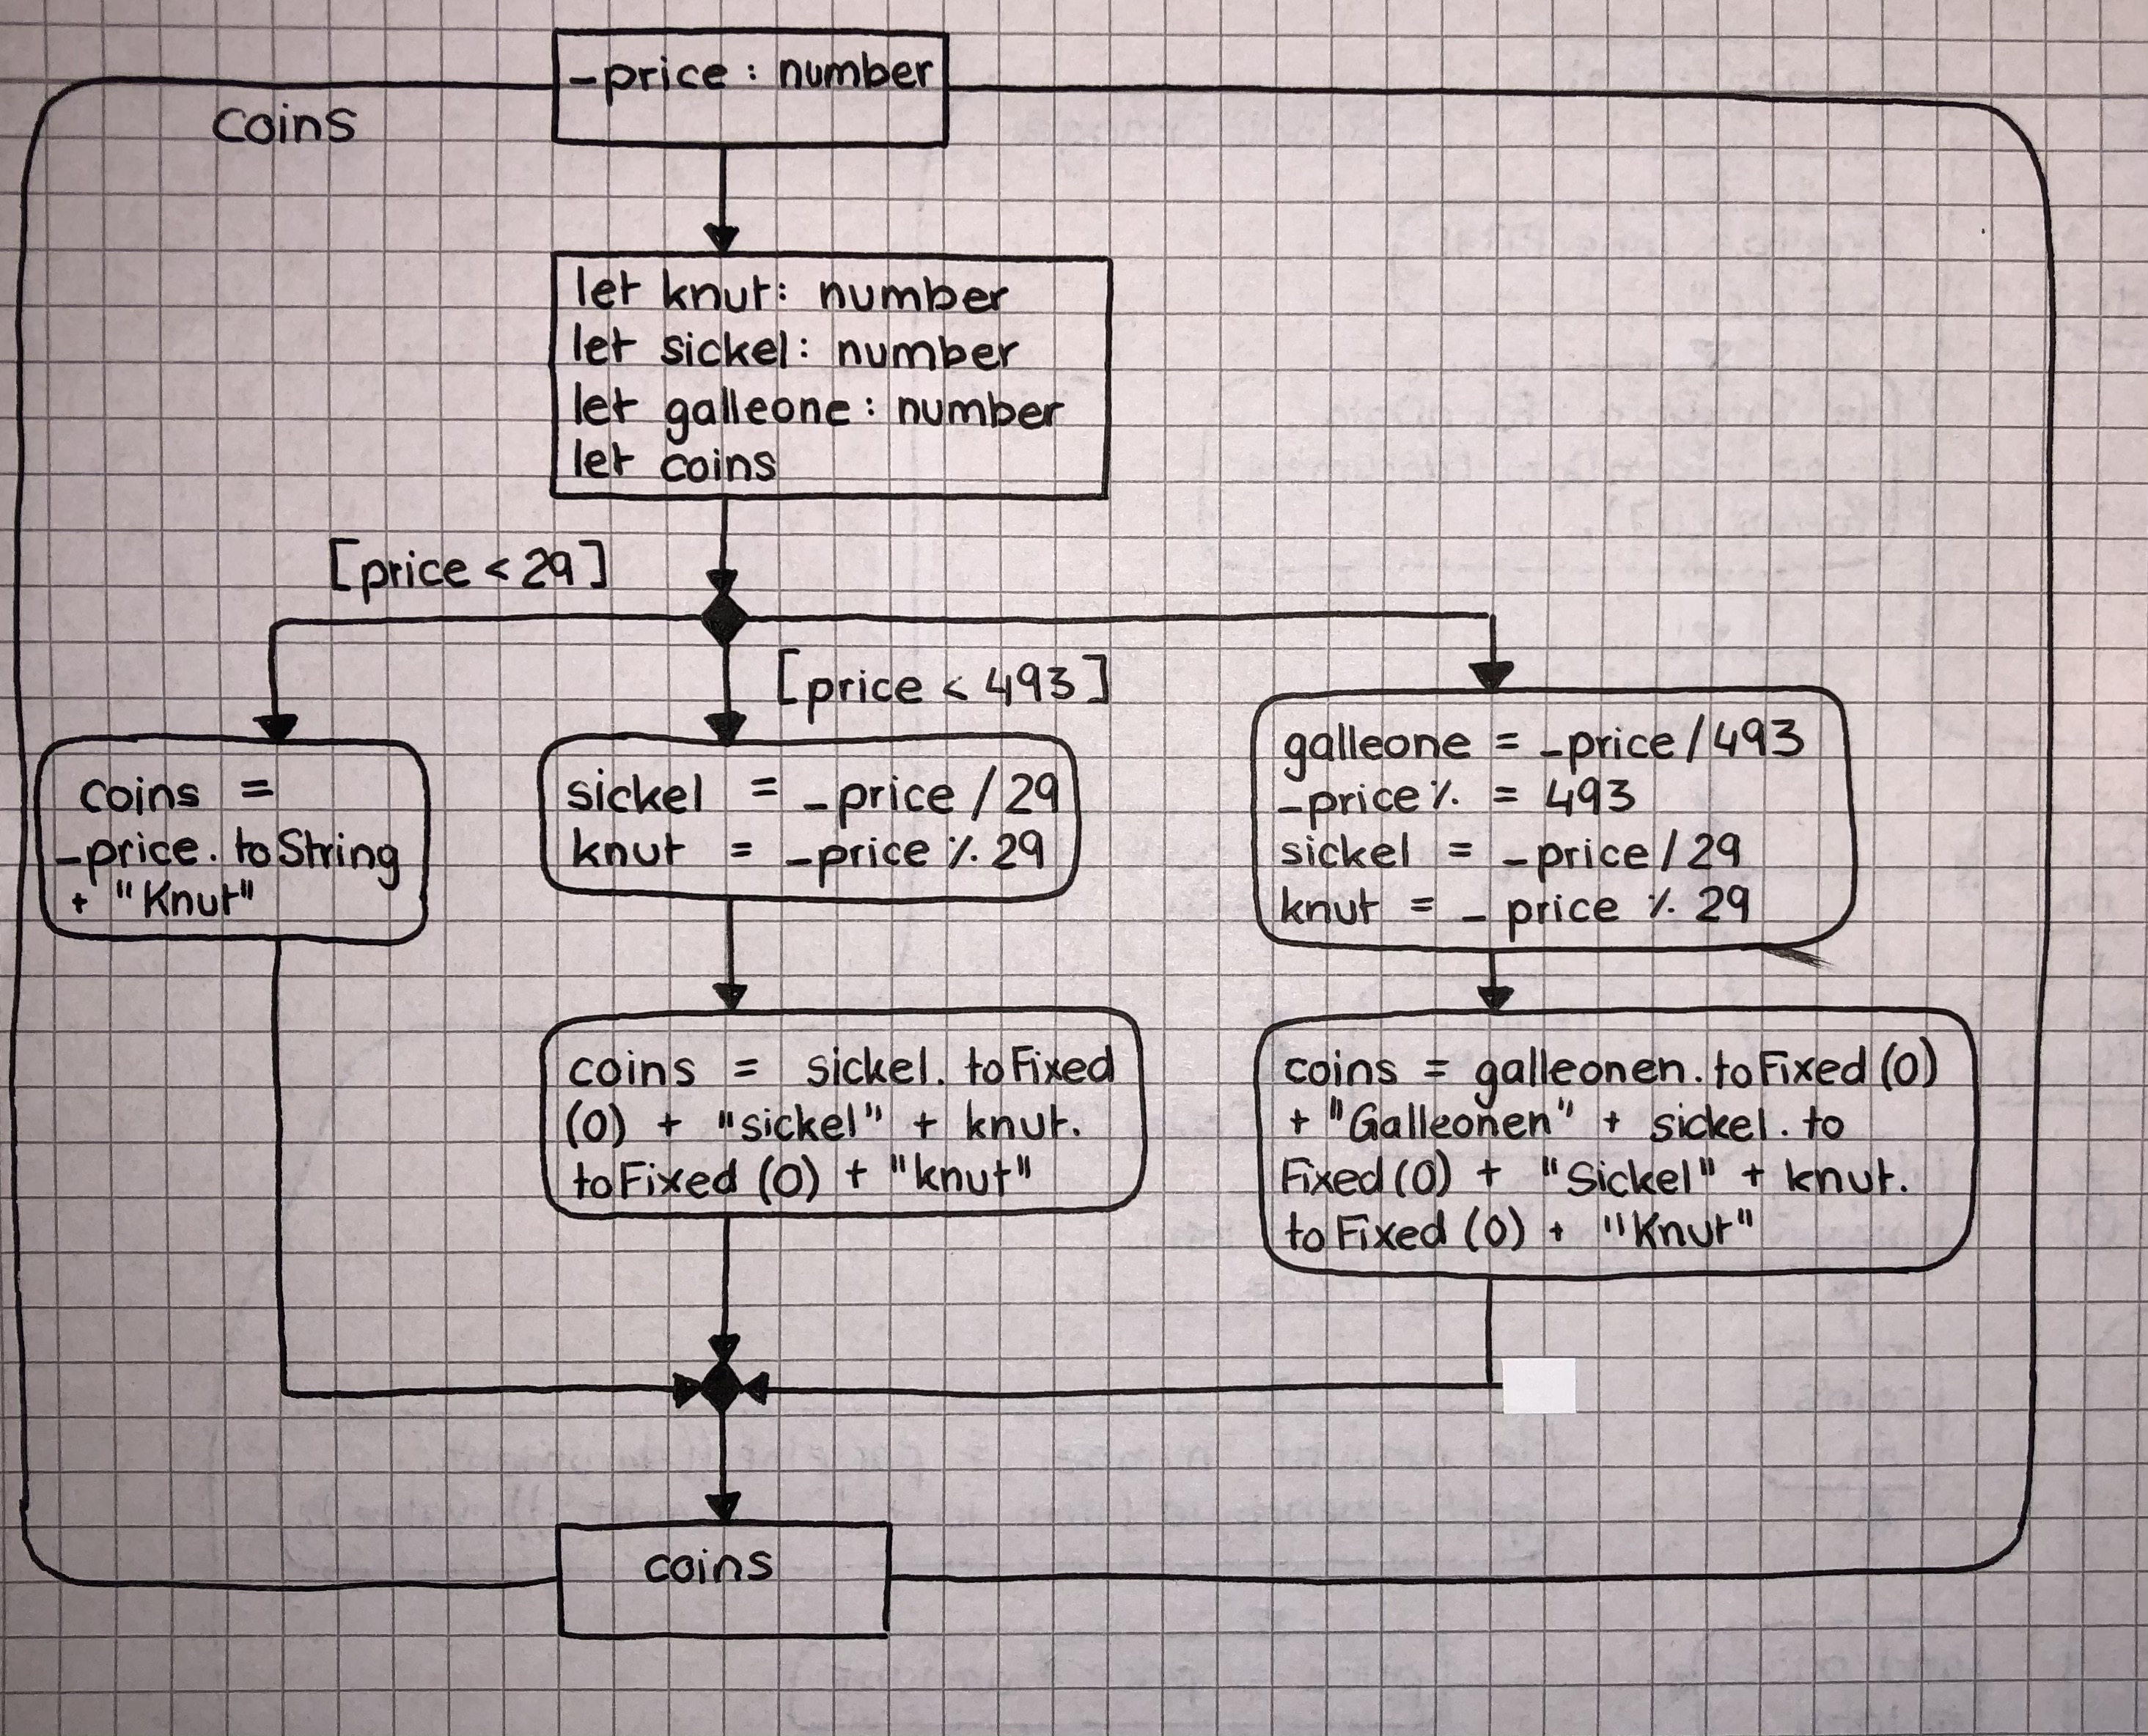 _price : number
coins
let knut: number
let sickel: number
let galleone: number
let coins
[price < 29]
[price < 493]
coins =
_price. toString
+ "Knut"
sickel = _price / 29
knut = _price % 29
galleone = _price / 493
_price % = 493
sickel = _price / 29
knut = _ price % 29
coins = sickel. toFixed
(0) + "sickel" + knut.
toFixed (0) + "knut"
coins = galleonen. toFixed (0)
+ "Galleonen" + sickel. to
Fixed (0) + "Sickel" + knut.
toFixed (0) + "Knut"
coins